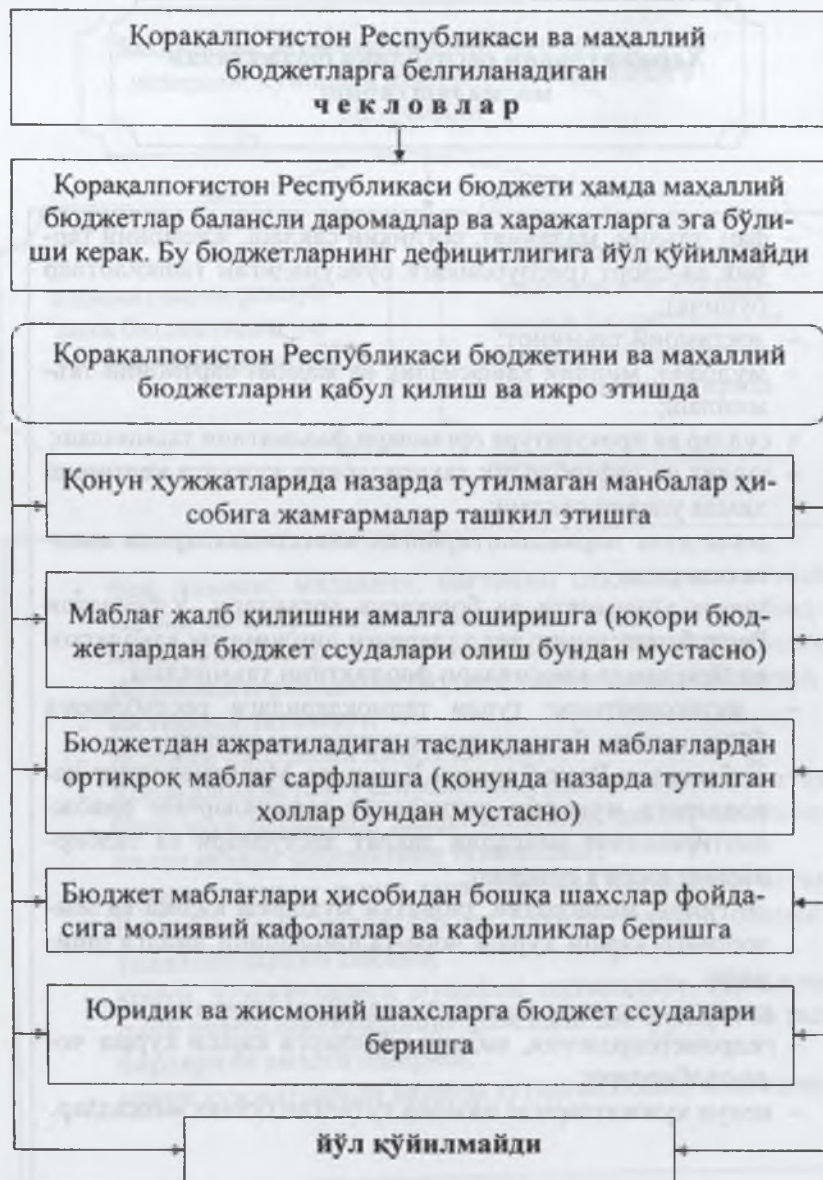 Қорақалпоғистон Республикаси ва маҳаллий
бюджетларга белгиланадиган
чекловлар
Қорақалпоғистон Республикаси бюджети ҳамда маҳаллий
бюджетлар балансли даромадлар ва харажатларга эга бўли-
ши керак. Бу бюджетларнинг дефицитлигига йўл қўйилмайди
Қорақалпоғистон Республикаси бюджетини ва маҳаллий
бюджетларни қабул қилиш ва ижро этишда
Қонун ҳужжатларида назарда тутилмаган манбалар ҳи-
собига жамғармалар ташкил этишга
Маблағ жалб қилишни амалга оширишга (юқори бюд-
жетлардан бюджет ссудалари олиш бундан мустасно)
Бюджетдан ажратиладиган тасдиқланган маблағлардан
ортиқроқ маблағ сарфлашга (қонунда назарда тутилган
ҳоллар бундан мустасно)
Бюджет маблағлари ҳисобидан бошқа шахслар фойда-
сига молиявий кафолатлар ва кафилликлар беришга
Юридик ва жисмоний шахсларга бюджет ссудалари
беришга
йўл қўйилмайди